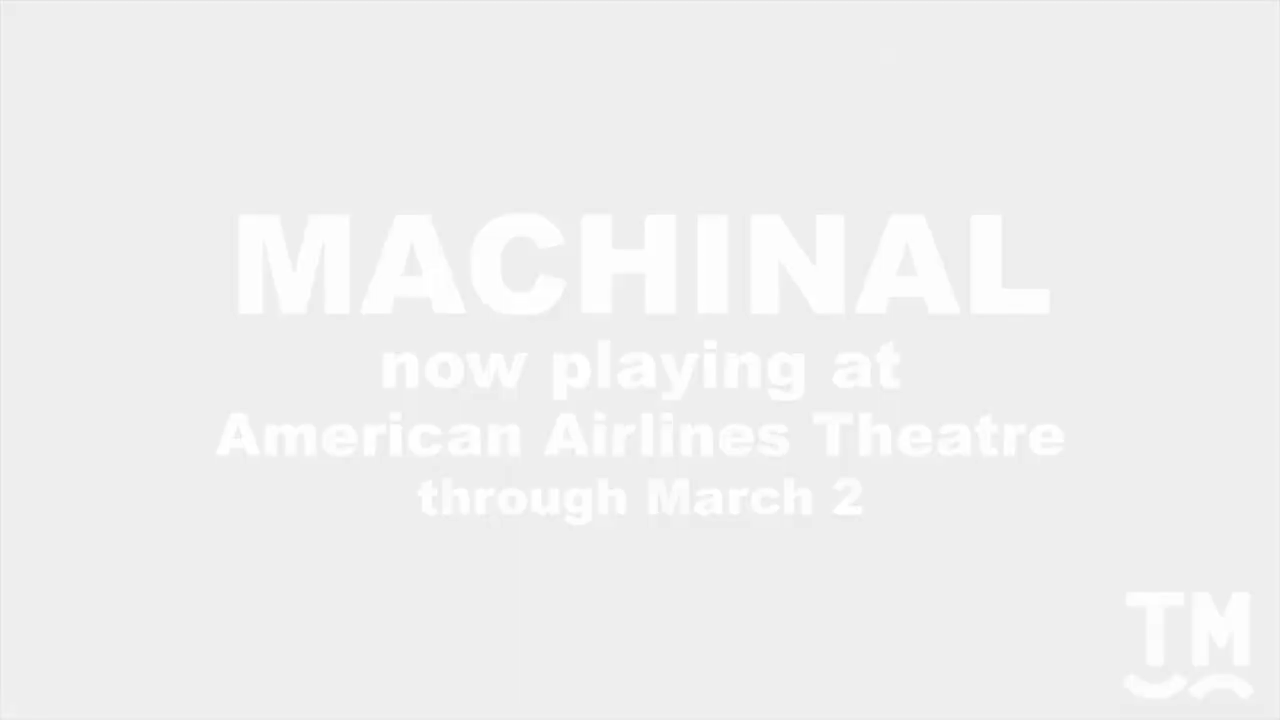 MACHINAL
now playing at
American Airlines Theatre
through March 2
TM